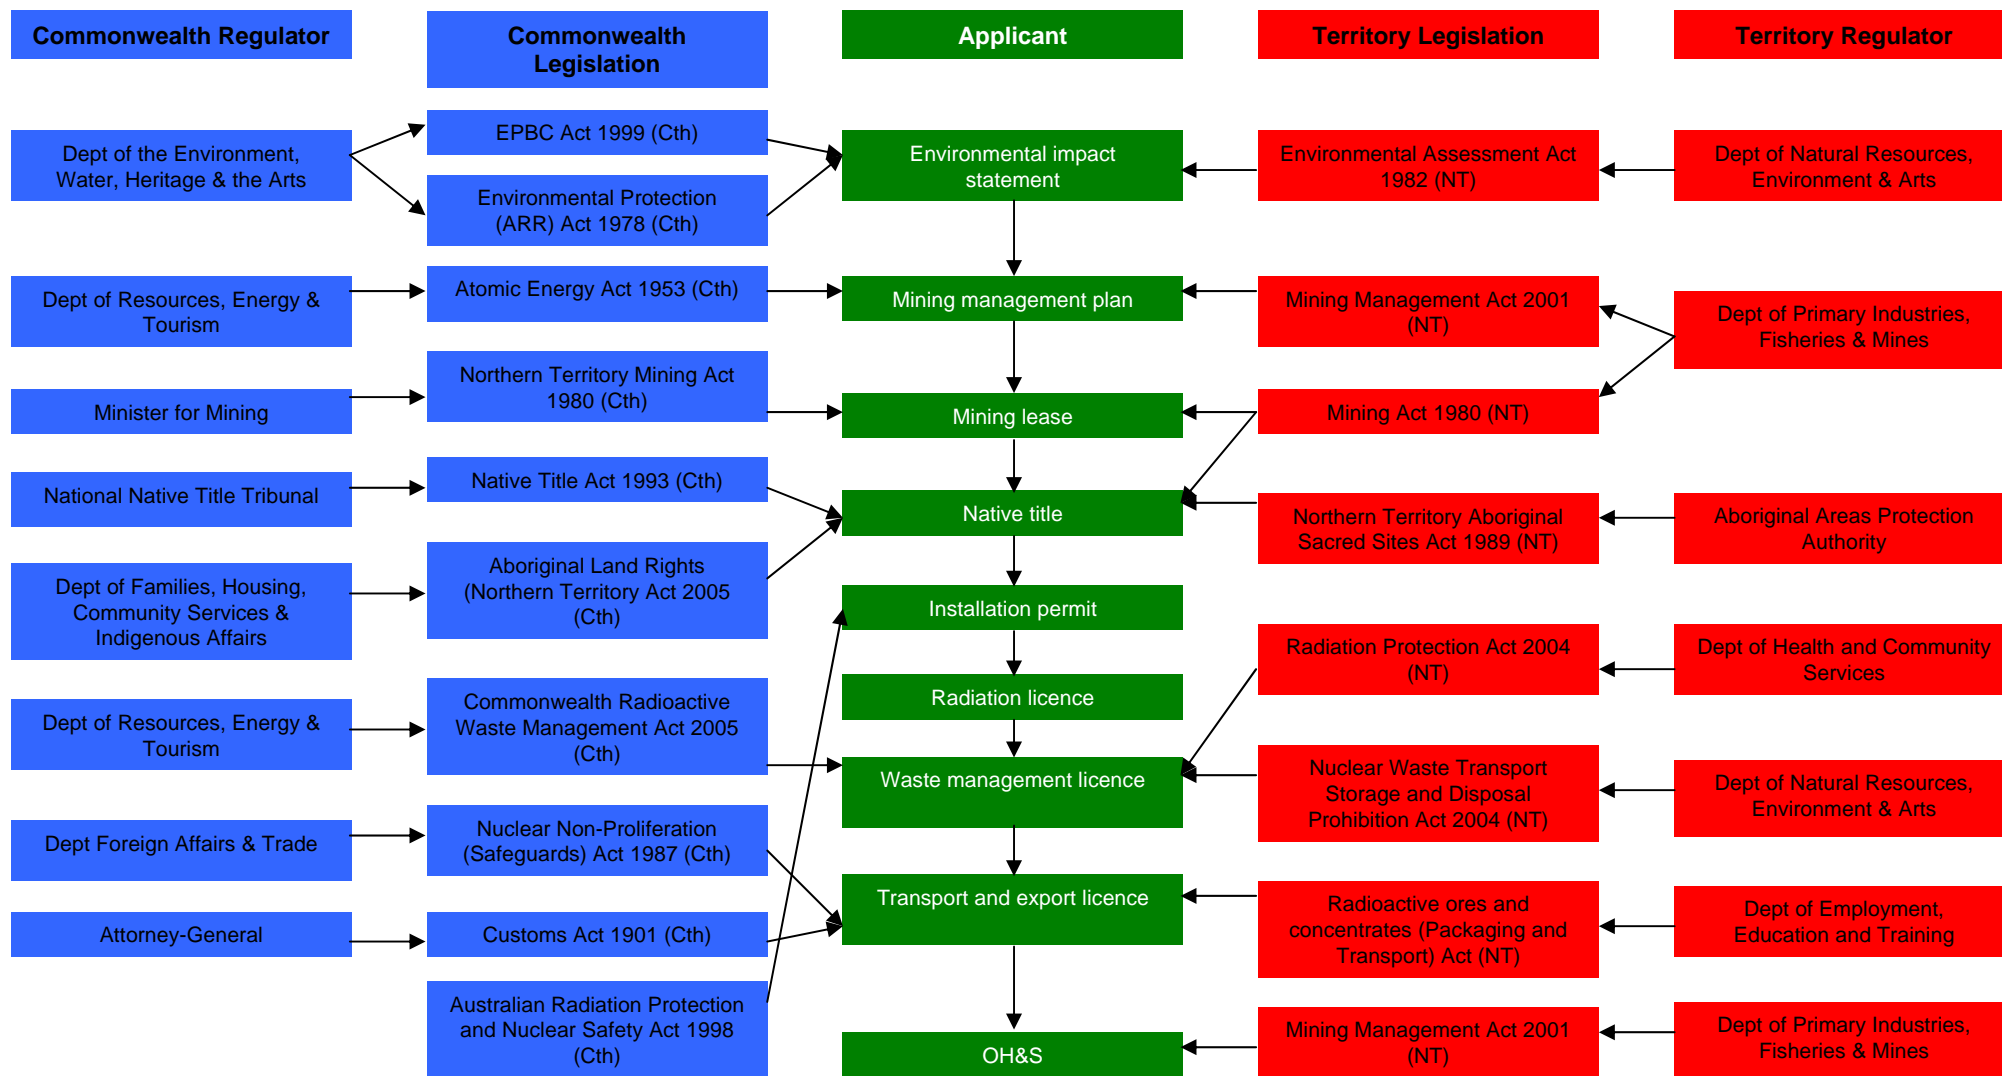 Commonwealth Regulator
Commonwealth
Legislation
Applicant
Territory Legislation
Territory Regulator
Dept of the Environment,
Water, Heritage & the Arts
EPBC Act 1999 (Cth)
Environmental Protection
(ARR) Act 1978 (Cth)
Environmental impact
statement
Environmental Assessment Act
1982 (NT)
Dept of Natural Resources,
Environment & Arts
Dept of Resources, Energy &
Tourism
Atomic Energy Act 1953 (Cth)
Mining management plan
Mining Management Act 2001
(NT)
Dept of Primary Industries,
Fisheries & Mines
Minister for Mining
Northern Territory Mining Act
1980 (Cth)
Mining lease
Mining Act 1980 (NT)
National Native Title Tribunal
Native Title Act 1993 (Cth)
Native title
Northern Territory Aboriginal
Sacred Sites Act 1989 (NT)
Aboriginal Areas Protection
Authority
Dept of Families, Housing,
Community Services &
Indigenous Affairs
Aboriginal Land Rights
(Northern Territory Act 2005
(Cth)
Installation permit
Radiation Protection Act 2004
(NT)
Dept of Health and Community
Services
Radiation licence
Dept of Resources, Energy &
Tourism
Commonwealth Radioactive
Waste Management Act 2005
(Cth)
Waste management licence
Nuclear Waste Transport
Storage and Disposal
Prohibition Act 2004 (NT)
Dept of Natural Resources,
Environment & Arts
Dept Foreign Affairs & Trade
Nuclear Non-Proliferation
(Safeguards) Act 1987 (Cth)
Transport and export licence
Radioactive ores and
concentrates (Packaging and
Transport) Act (NT)
Dept of Employment,
Education and Training
Attorney-General
Customs Act 1901 (Cth)
Australian Radiation Protection
and Nuclear Safety Act 1998
(Cth)
OH&S
Mining Management Act 2001
(NT)
Dept of Primary Industries,
Fisheries & Mines